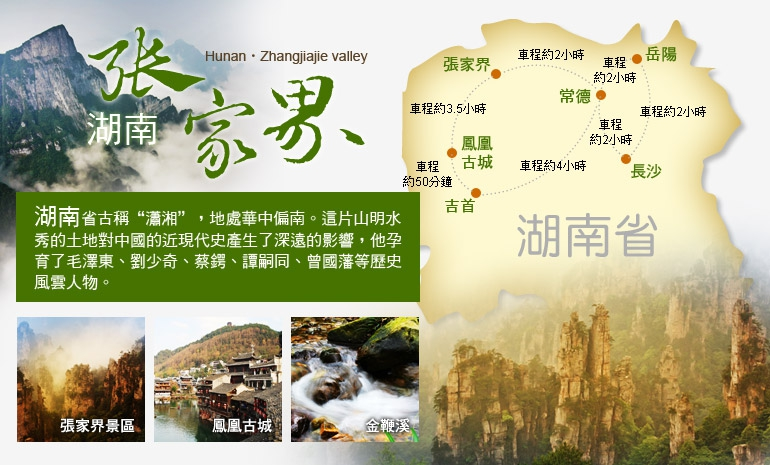 張家界
湖南
Hunan・Zhangjiajie valley
湖南省古稱“瀟湘”，地處華中偏南。這片山明水
秀的土地對中國的近現代史產生了深遠的影響，他孕
育了毛澤東、劉少奇、蔡鍔、譚嗣同、曾國藩等歷史
風雲人物。
張家界景區
鳳凰古城
金鞭溪
張家界
車程約2小時
岳陽
車程
約2小時
常德
車程約3.5小時
車程約2小時
車程
約2小時
鳳凰
古城
車程
約50分鐘
車程約4小時
長沙
吉首
湖南省